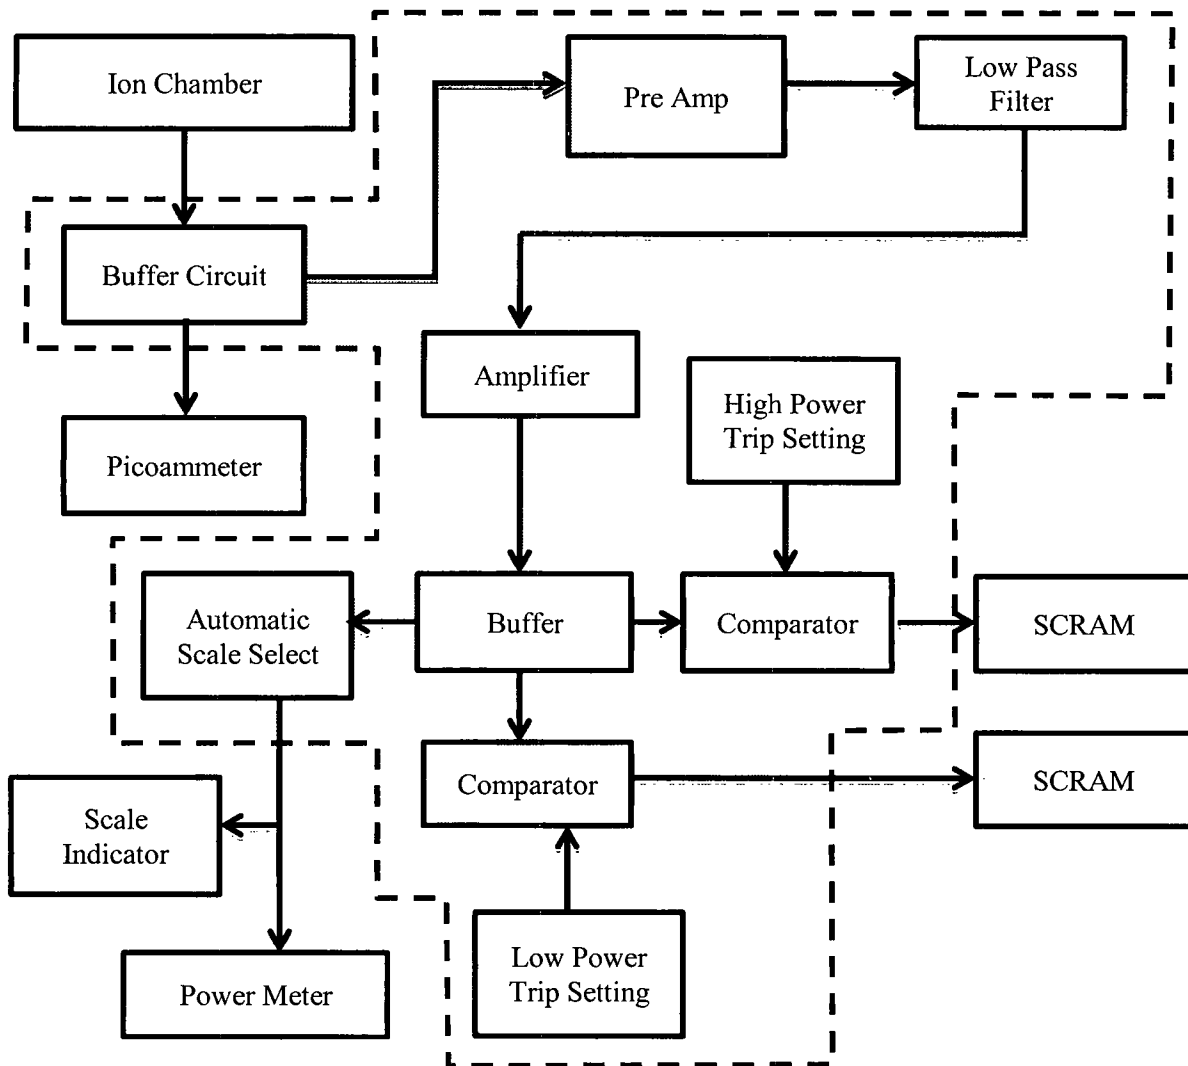 Ion Chamber
Pre Amp
Low Pass
Filter
Buffer Circuit
Amplifier
High Power
Trip Setting
Picoammeter
Automatic
Scale Select
Buffer
Comparator
SCRAM
Comparator
SCRAM
Scale
Indicator
Low Power
Trip Setting
Power Meter